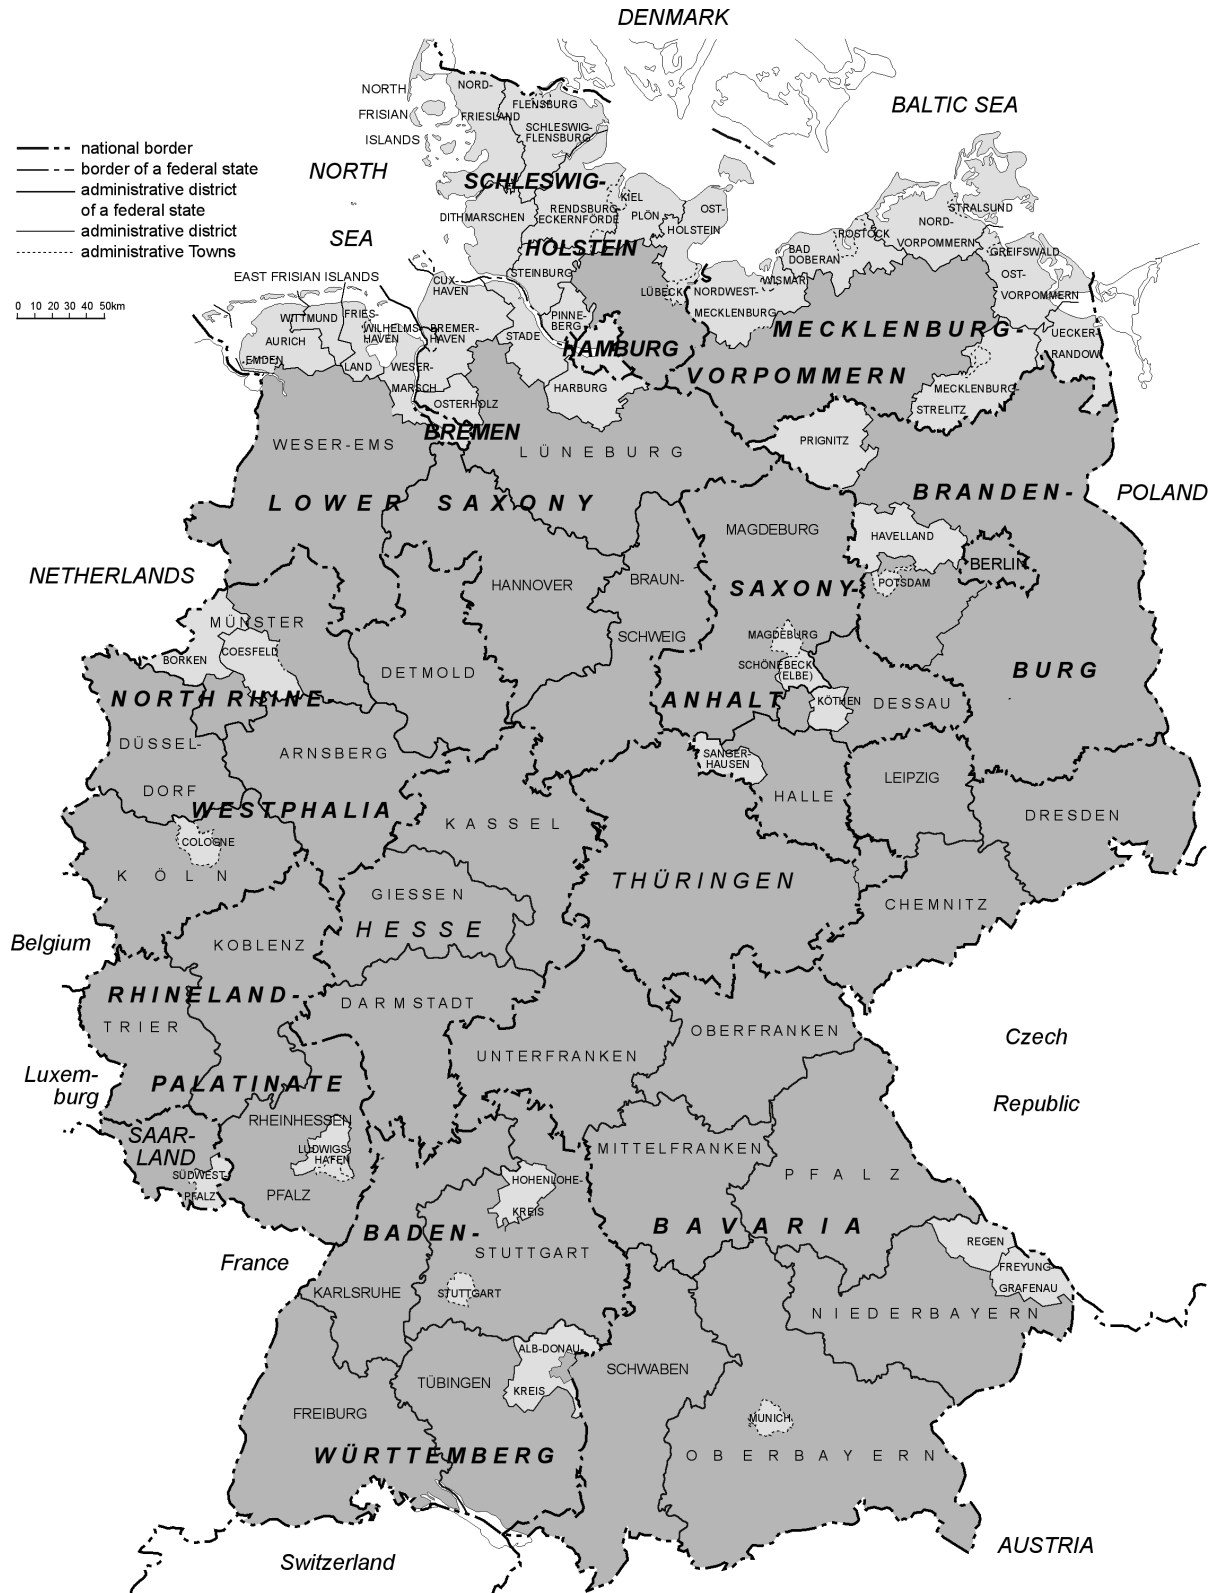 DENMARK
NORTH
FRISIAN
ISLANDS
NORD-
FRIESLAND
FLENSBURG
SCHLESWIG-
FLENSBURG
BALTIC SEA
national border
border of a federal state
administrative district
of a federal state
administrative district
administrative Towns
0 10 20 30 40 50km
NORTH
SEA
SCHLESWIG-
HOLSTEIN
DITHMARSCHEN
RENDSBURG
ECKERNFÖRDE
KIEL
PLÖN
OST-
HOLSTEIN
STEINBURG
LÜBECK
PINNE-
BERG
HAMBURG
STRALSUND
NORD-
VORPOMMERN
ROSTOCK
BAD
DOBERAN
WISMAR
NORDWEST-
MECKLENBURG
GREIFSWALD
OST-
VORPOMMERN
UECKER-
RANDOW
MECKLENBURG-
VORPOMMERN
MECKLENBURG-
STRELITZ
EAST FRISIAN ISLANDS
WITTMUND
FRIES-
LAND
AURICH
EMDEN
WILHELMS-
HAVEN
CUX-
HAVEN
BREMER-
HAVEN
WESER-
MARSCH
STADE
HARBURG
OSTERHOLZ
BREMEN
WESER-EMS
LÜNEBURG
LOWER SAXONY
PRIGNITZ
BRANDEN-
BURG
POLAND
HAVELLAND
BERLIN
POTSDAM
MAGDEBURG
SAXONY-
ANHALT
MAGDEBURG
SCHÖNEBECK
(ELBE)
KÖTHEN
DESSAU
SANGER-
HAUSEN
HALLE
HANNOVER
BRAUN-
SCHWEIG
NETHERLANDS
MÜNSTER
BORKEN
COESFELD
DETMOLD
NORTH RHINE-
WESTPHALIA
DÜSSEL-
DORF
ARNSBERG
COLOGNE
KÖLN
LEIPZIG
DRESDEN
CHEMNITZ
KASSEL
THÜRINGEN
GIESSEN
HESSE
DARMSTADT
Belgium
KOBLENZ
RHINELAND-
PALATINATE
TRIER
Luxem-
burg
RHEINHESSEN
LUDWIGS-
HAFEN
PFALZ
SAAR-
LAND
SÜDWEST-
PFALZ
Czech
Republic
OBERFRANKEN
UNTERFRANKEN
MITTELFRANKEN
PFALZ
BAVARIA
REGEN
FREYUNG-
GRAFENAU
NIEDERBAYERN
HOHENLOHE-
KREIS
BADEN-
WÜRTTEMBERG
STUTTGART
STUTTGART
KARLSRUHE
France
ALB-DONAU-
KREIS
TÜBINGEN
FREIBURG
SCHWABEN
MUNICH
OBERBAYERN
AUSTRIA
Switzerland